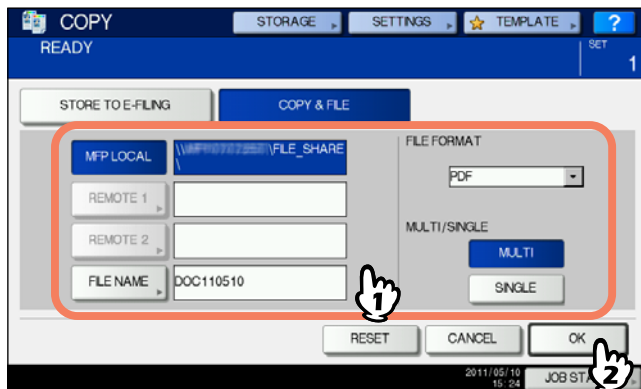 COPY
STORAGE
SETTINGS
TEMPLATE
?
READY
SET
1
STORE TO E-FILING
COPY & FILE
MFP LOCAL
\\ \FILE_SHARE
\
FILE FORMAT
PDF
REMOTE 1
REMOTE 2
MULTI/SINGLE
MULTI
FILE NAME
DOC110510
SINGLE
1
RESET
CANCEL
OK
2011/05/10
15:24
JOB
2